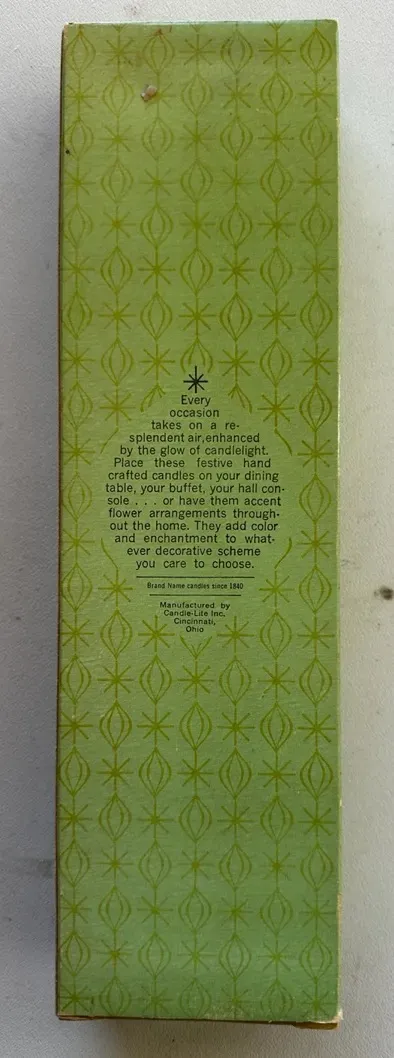 Every
occasion
takes on a re-
splendent air, enhanced
by the glow of candlelight.
Place these festive hand
crafted candles on your dining
table, your buffet, your hall con-
sole . . . or have them accent
flower arrangements through-
out the home. They add color
and enchantment to what-
ever decorative scheme
you care to choose.
Brand Name candles since 1840
Manufactured by
Candle-Lite Inc.
Cincinnati,
Ohio